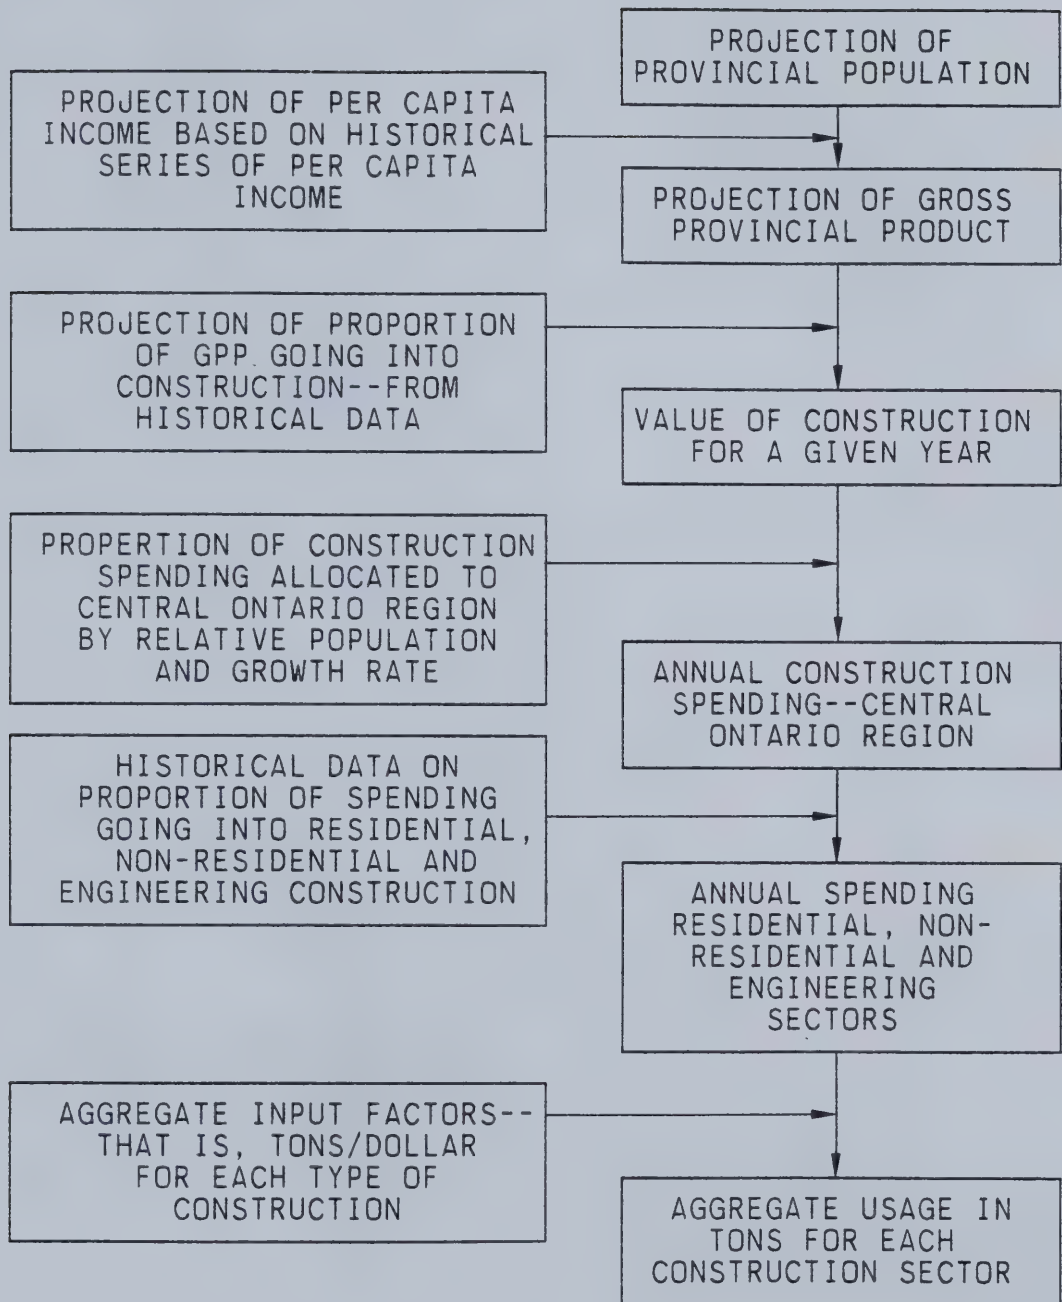 PROJECTION OF
PROVINCIAL POPULATION
PROJECTION OF PER CAPITA
INCOME BASED ON HISTORICAL
SERIES OF PER CAPITA
INCOME
PROJECTION OF GROSS
PROVINCIAL PRODUCT
PROJECTION OF PROPORTION
OF GPP GOING INTO
CONSTRUCTION--FROM
HISTORICAL DATA
VALUE OF CONSTRUCTION
FOR A GIVEN YEAR
PROPERTION OF CONSTRUCTION
SPENDING ALLOCATED TO
CENTRAL ONTARIO REGION
BY RELATIVE POPULATION
AND GROWTH RATE
ANNUAL CONSTRUCTION
SPENDING--CENTRAL
ONTARIO REGION
HISTORICAL DATA ON
PROPORTION OF SPENDING
GOING INTO RESIDENTIAL,
NON-RESIDENTIAL AND
ENGINEERING CONSTRUCTION
ANNUAL SPENDING
RESIDENTIAL, NON-
RESIDENTIAL AND
ENGINEERING
SECTORS
AGGREGATE INPUT FACTORS--
THAT IS, TONS/DOLLAR
FOR EACH TYPE OF
CONSTRUCTION
AGGREGATE USAGE IN
TONS FOR EACH
CONSTRUCTION SECTOR